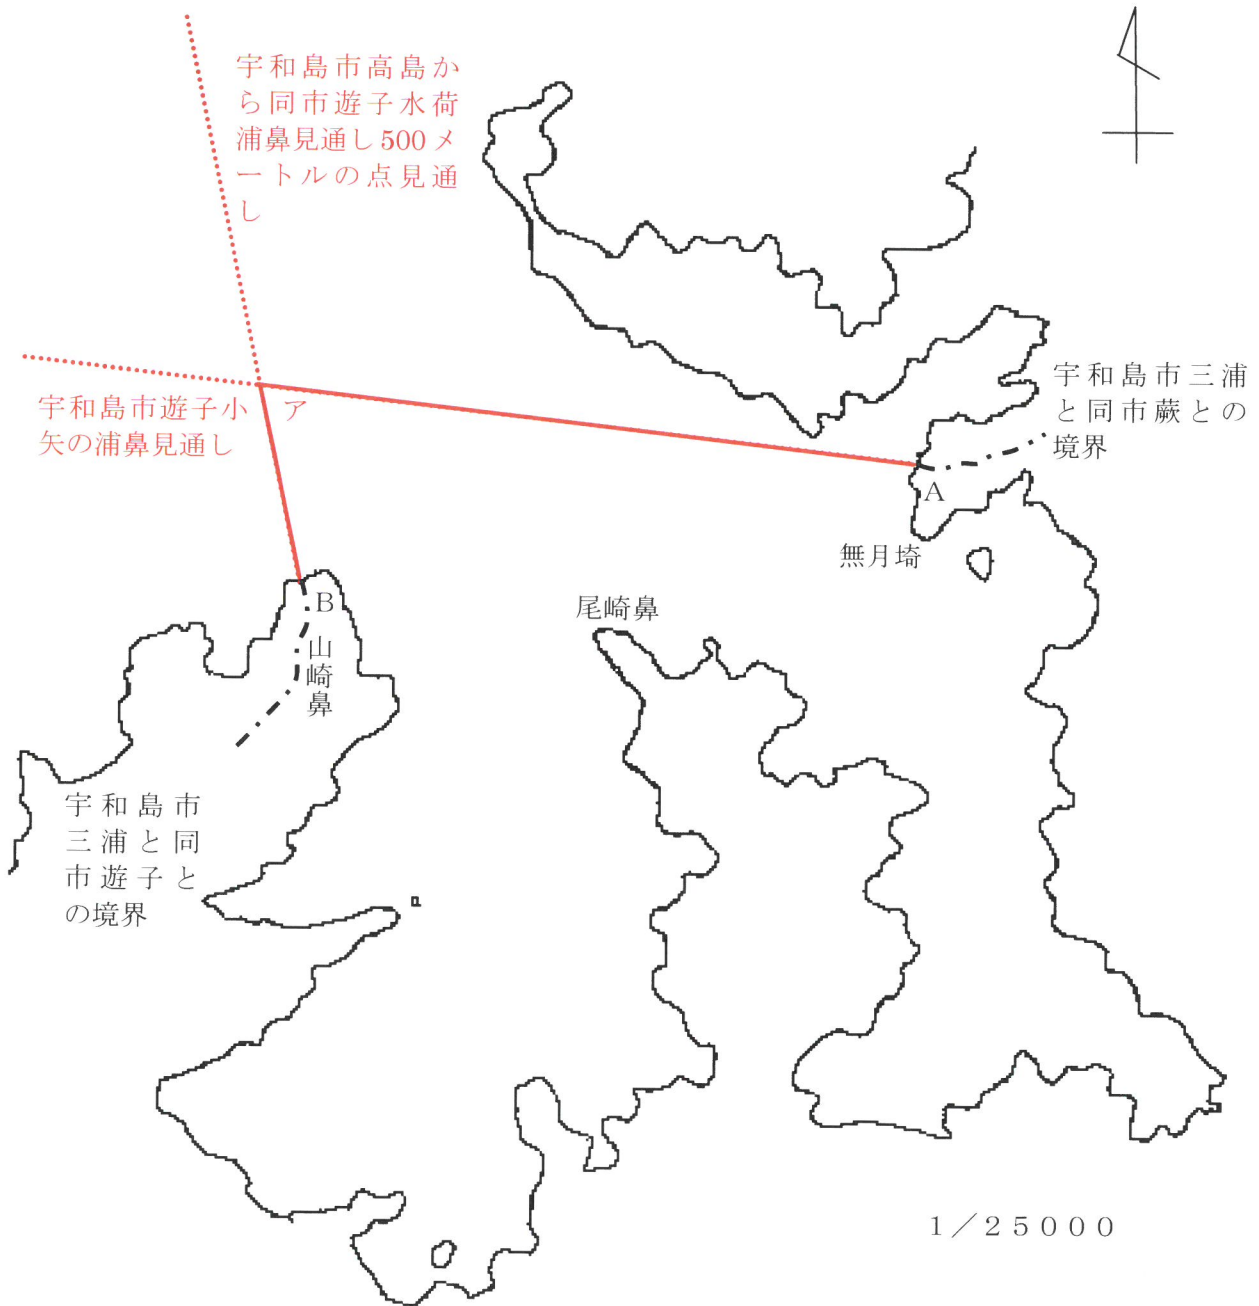 宇和島市高島か
ら同市遊子水荷
浦鼻見通し500メ
ートルの点見通
し
宇和島市三浦
と同市蕨との
境界
宇和島市遊子小
矢の浦鼻見通し
ア
A
無月埼
B
山崎鼻
尾崎鼻
宇和島市
三浦と同
市遊子と
の境界
1／25000